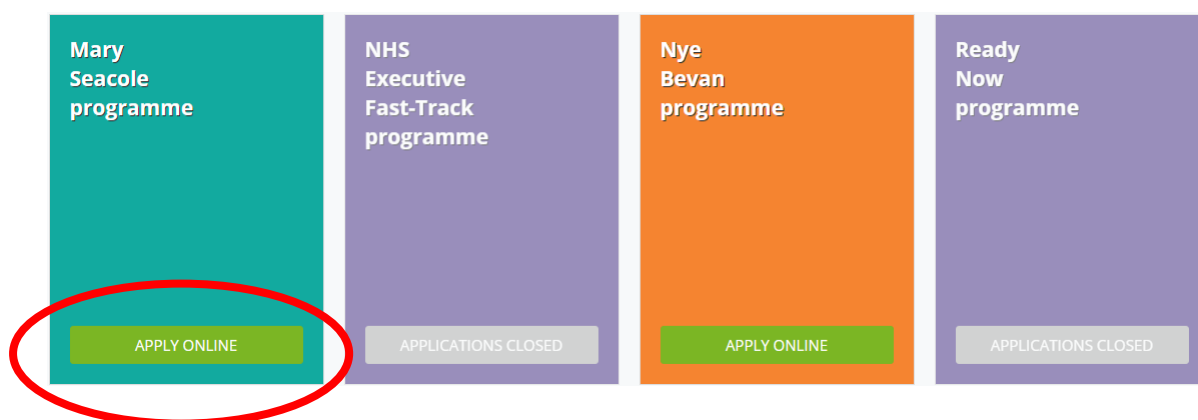 Mary
Seacole
programme
APPLY ONLINE
NHS
Executive
Fast-Track
programme
APPLICATIONS CLOSED
Nye
Bevan
programme
APPLY ONLINE
Ready
Now
programme
APPLICATIONS CLOSED